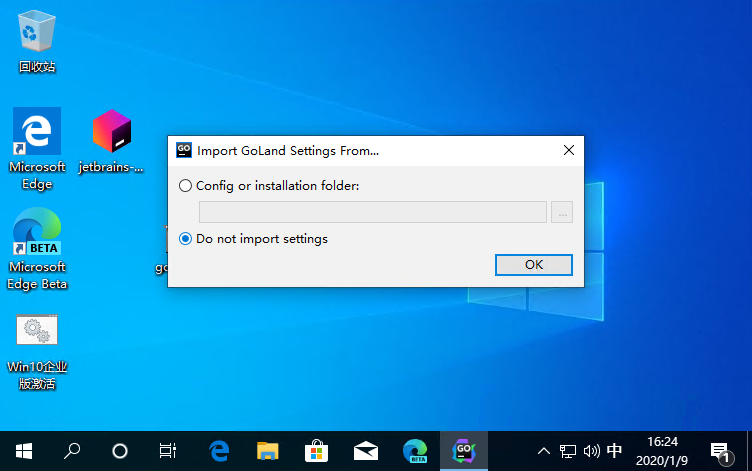 回收站
Microsoft
Edge
jetbrains-...
GO
Import GoLand Settings From...
Config or installation folder:
...
Do not import settings
OK
BETA
Microsoft
Edge Beta
go
Win10企业
版激活
BETA
GO
中
16:24
2020/1/9
1